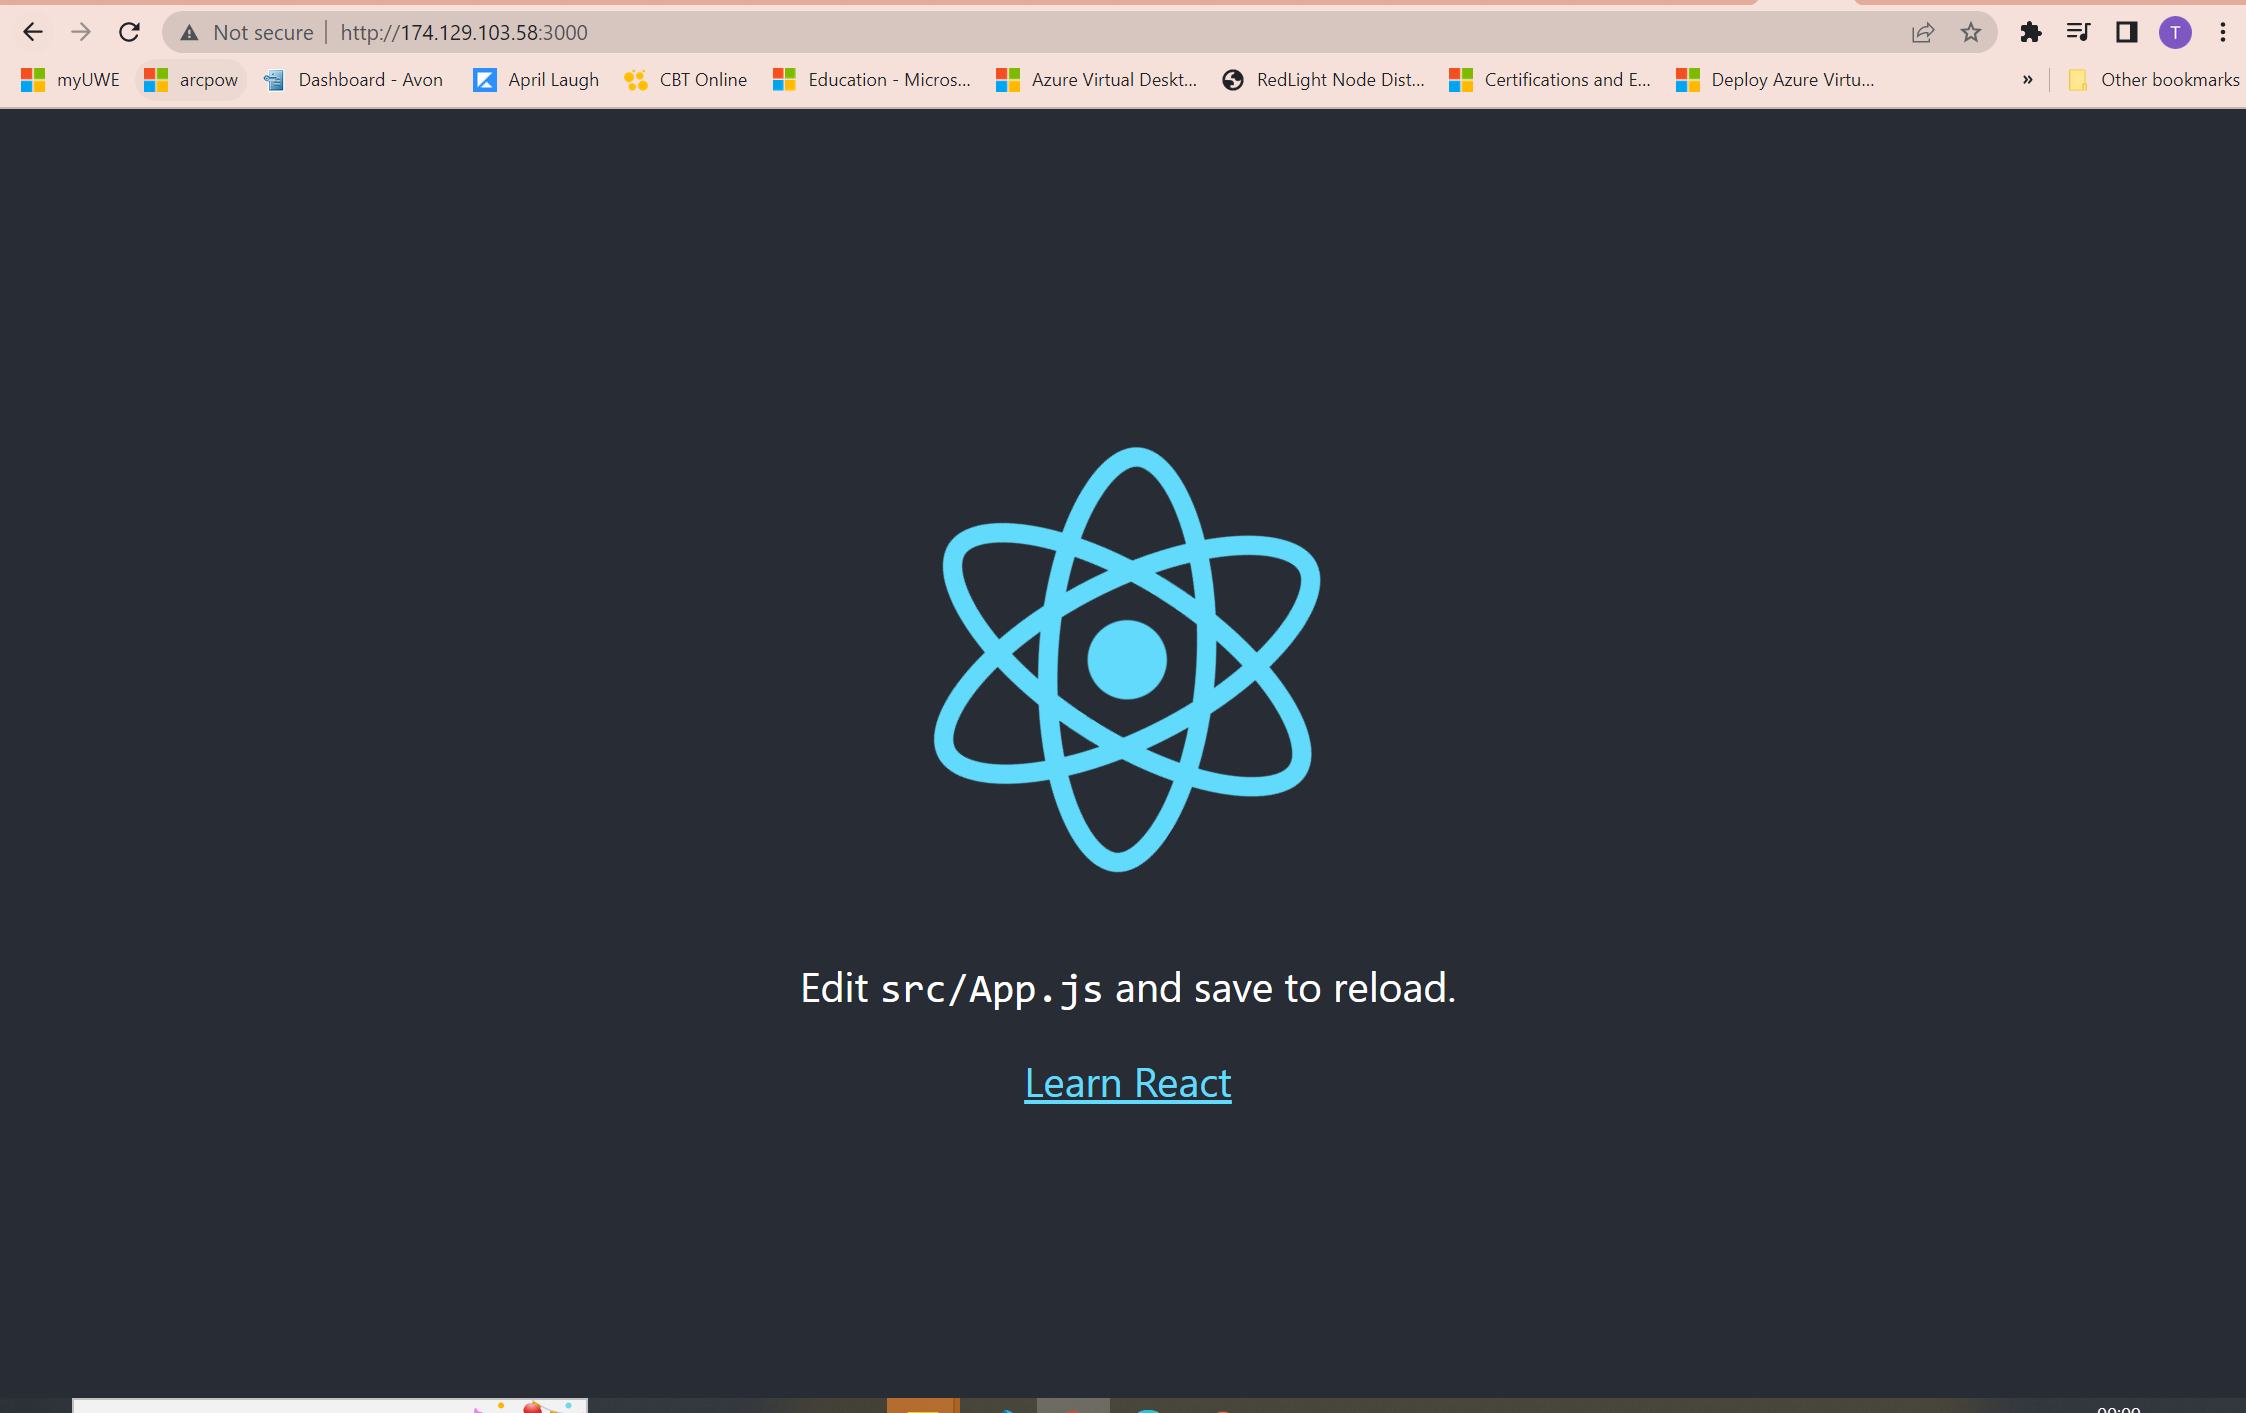 Not secure | http://174.129.103.58:3000
T
myUWE arcpow Dashboard - Avon April Laugh CBT Online Education - Micros... Azure Virtual Deskt... RedLight Node Dist... Certifications and E... Deploy Azure Virtu... » Other bookmarks
Edit src/App.js and save to reload.
Learn React